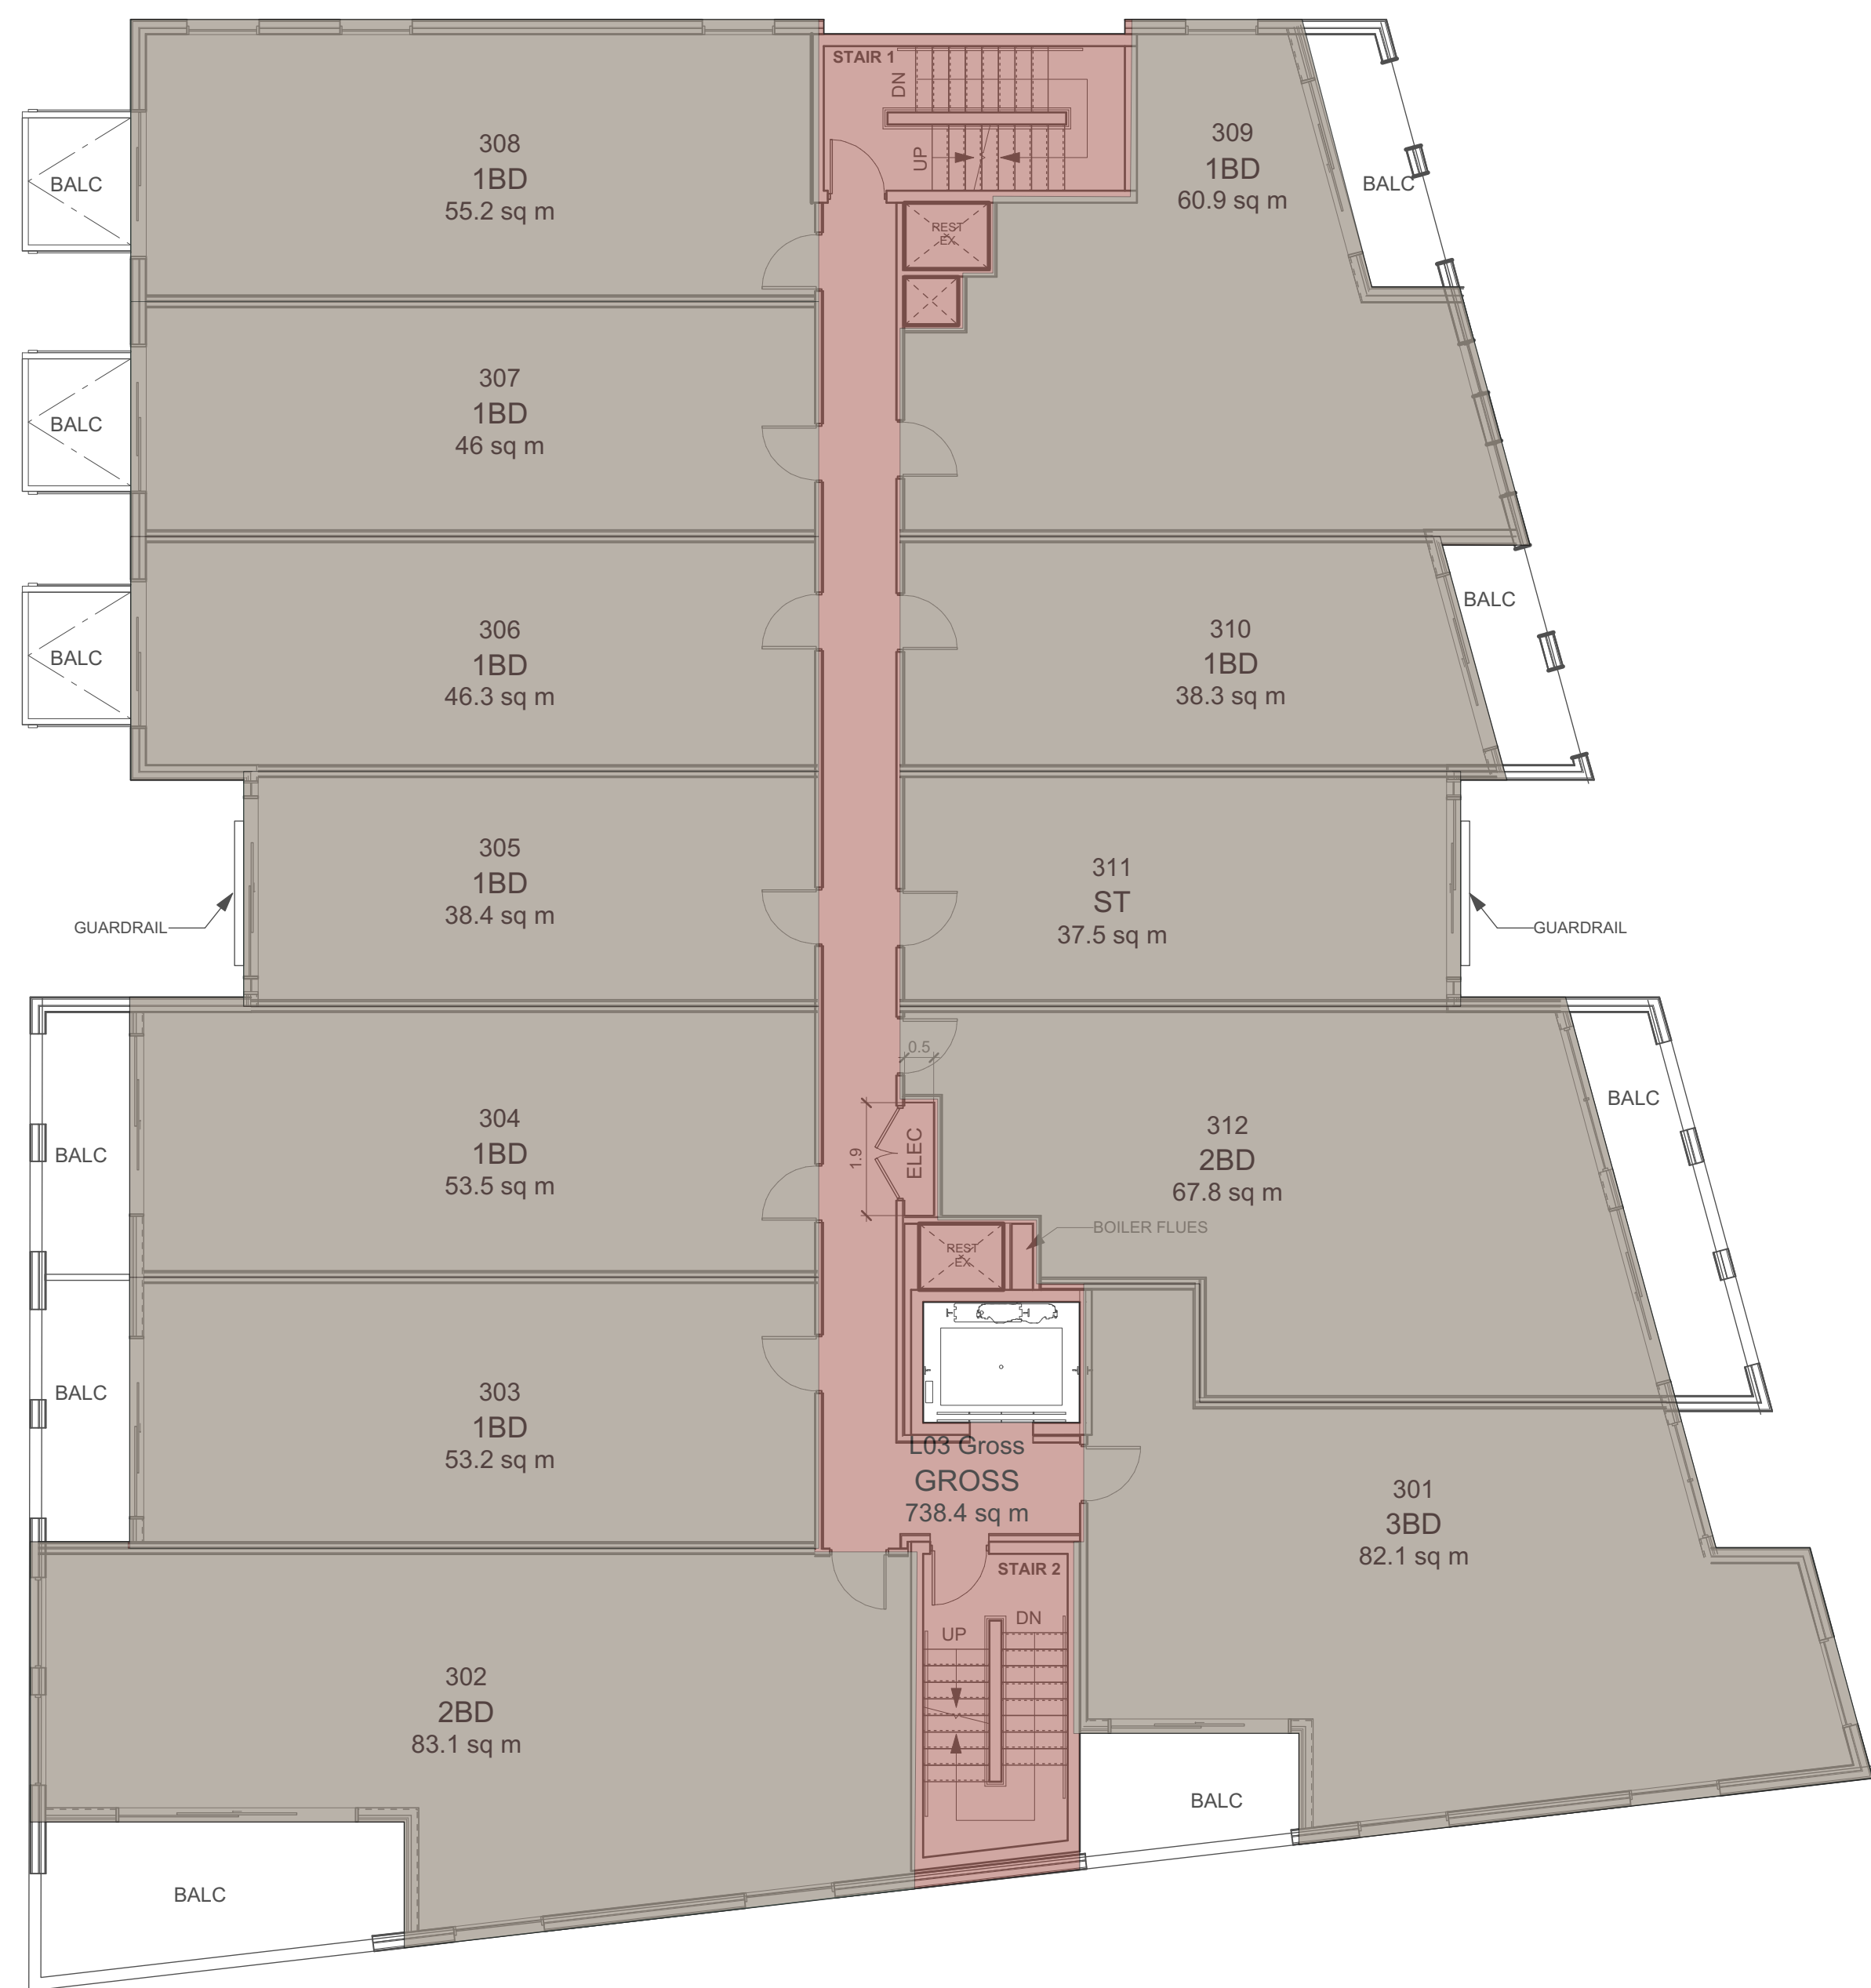 STAIR 1
DN
UP
308
1BD
55.2 sq m
BALC
309
1BD
60.9 sq m
BALC
REST
EX.
307
1BD
46 sq m
BALC
306
1BD
46.3 sq m
BALC
310
1BD
38.3 sq m
BALC
305
1BD
38.4 sq m
GUARDRAIL
311
ST
37.5 sq m
GUARDRAIL
304
1BD
53.5 sq m
BALC
0.5
1.9
ELEC
312
2BD
67.8 sq m
BALC
BOILER FLUES
REST
EX.
303
1BD
53.2 sq m
BALC
L03 Gross
GROSS
738.4 sq m
301
3BD
82.1 sq m
STAIR 2
DN
UP
302
2BD
83.1 sq m
BALC
BALC